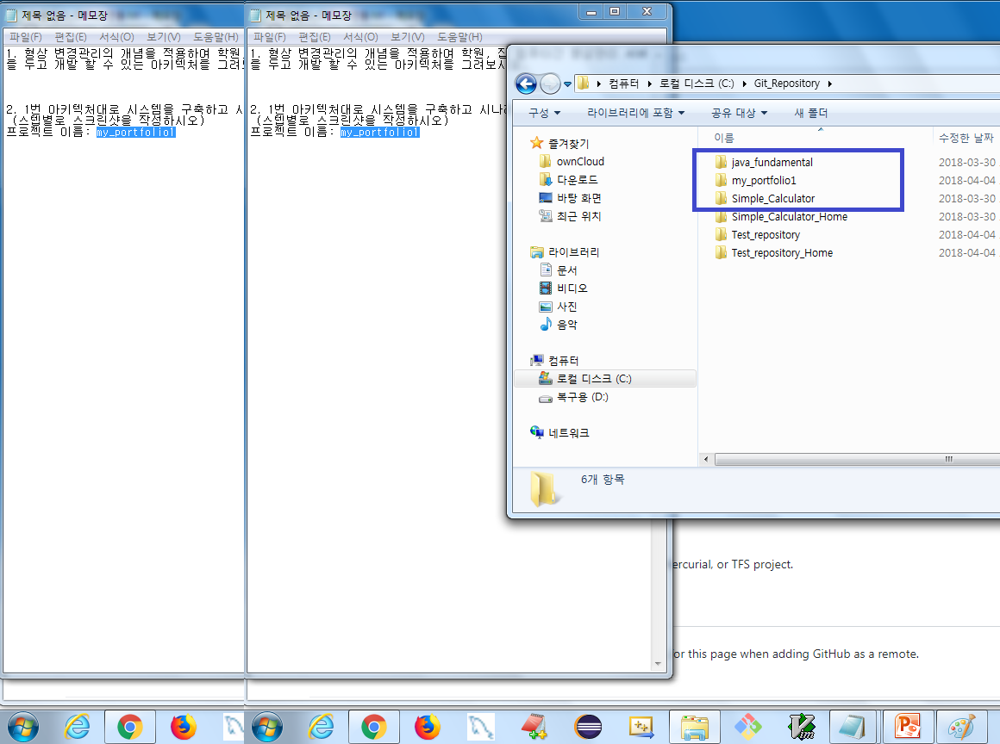 제목 없음 - 메모장
파일(F) 편집(E) 서식(O) 보기(V) 도움말(H)
1. 형상 변경관리의 개념을 적용하며 학원
를 두고 개발 할 수 있는 아키텍처를 그려
2. 1번 아키텍처대로 시스템을 구축하고 시
(스텝별로 스크린샷을 작성하시오)
프로젝트 이름: my_portfolio1
제목 없음 - 메모장
파일(F) 편집(E) 서식(O) 보기(V) 도움말(H)
1. 형상 변경관리의 개념을 적용하며 학원, 집
를 두고 개발 할 수 있는 아키텍처를 그려보시
2. 1번 아키텍처대로 시스템을 구축하고 시나
(스텝별로 스크린샷을 작성하시오)
프로젝트 이름: my_portfolio1
컴퓨터 로컬 디스크 (C:) Git_Repository
구성 라이브러리에 포함 공유 대상 새 폴더
즐겨찾기
ownCloud
다운로드
바탕 화면
최근 위치
라이브러리
문서
비디오
사진
음악
컴퓨터
로컬 디스크 (C:)
복구용 (D:)
네트워크
이름 수정한 날짜
java_fundamental 2018-03-30
my_portfolio1 2018-04-04
Simple_Calculator 2018-03-30
Simple_Calculator_Home 2018-03-30
Test_repository 2018-04-04
Test_repository_Home 2018-04-04
6개 항목
ercurial, or TFS project.
or this page when adding GitHub as a remote.